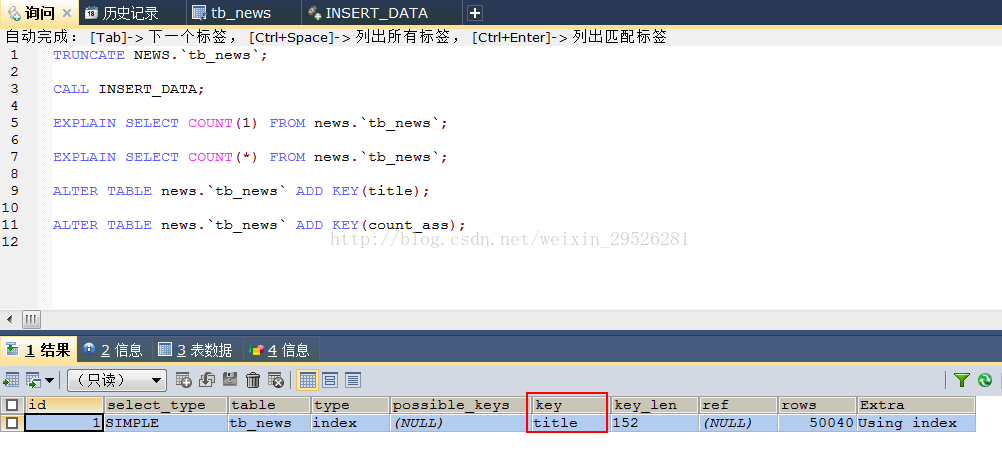 询问 历史记录 tb_news INSERT_DATA
自动完成： [Tab]-> 下一个标签， [Ctrl+Space]-> 列出所有标签， [Ctrl+Enter]-> 列出匹配标签
1 TRUNCATE NEWS.`tb_news`;
2
3 CALL INSERT_DATA;
4
5 EXPLAIN SELECT COUNT(1) FROM news.`tb_news`;
6
7 EXPLAIN SELECT COUNT(*) FROM news.`tb_news`;
8
9 ALTER TABLE news.`tb_news` ADD KEY(title);
10
11 ALTER TABLE news.`tb_news` ADD KEY(count_ass);
http://blog.csdn.net/weixin_29526281
12
1 结果 2 信息 3 表数据 4 信息
（只读）
id select_type table type possible_keys key key_len ref rows Extra
1 SIMPLE tb_news index (NULL) title 152 (NULL) 50040 Using index